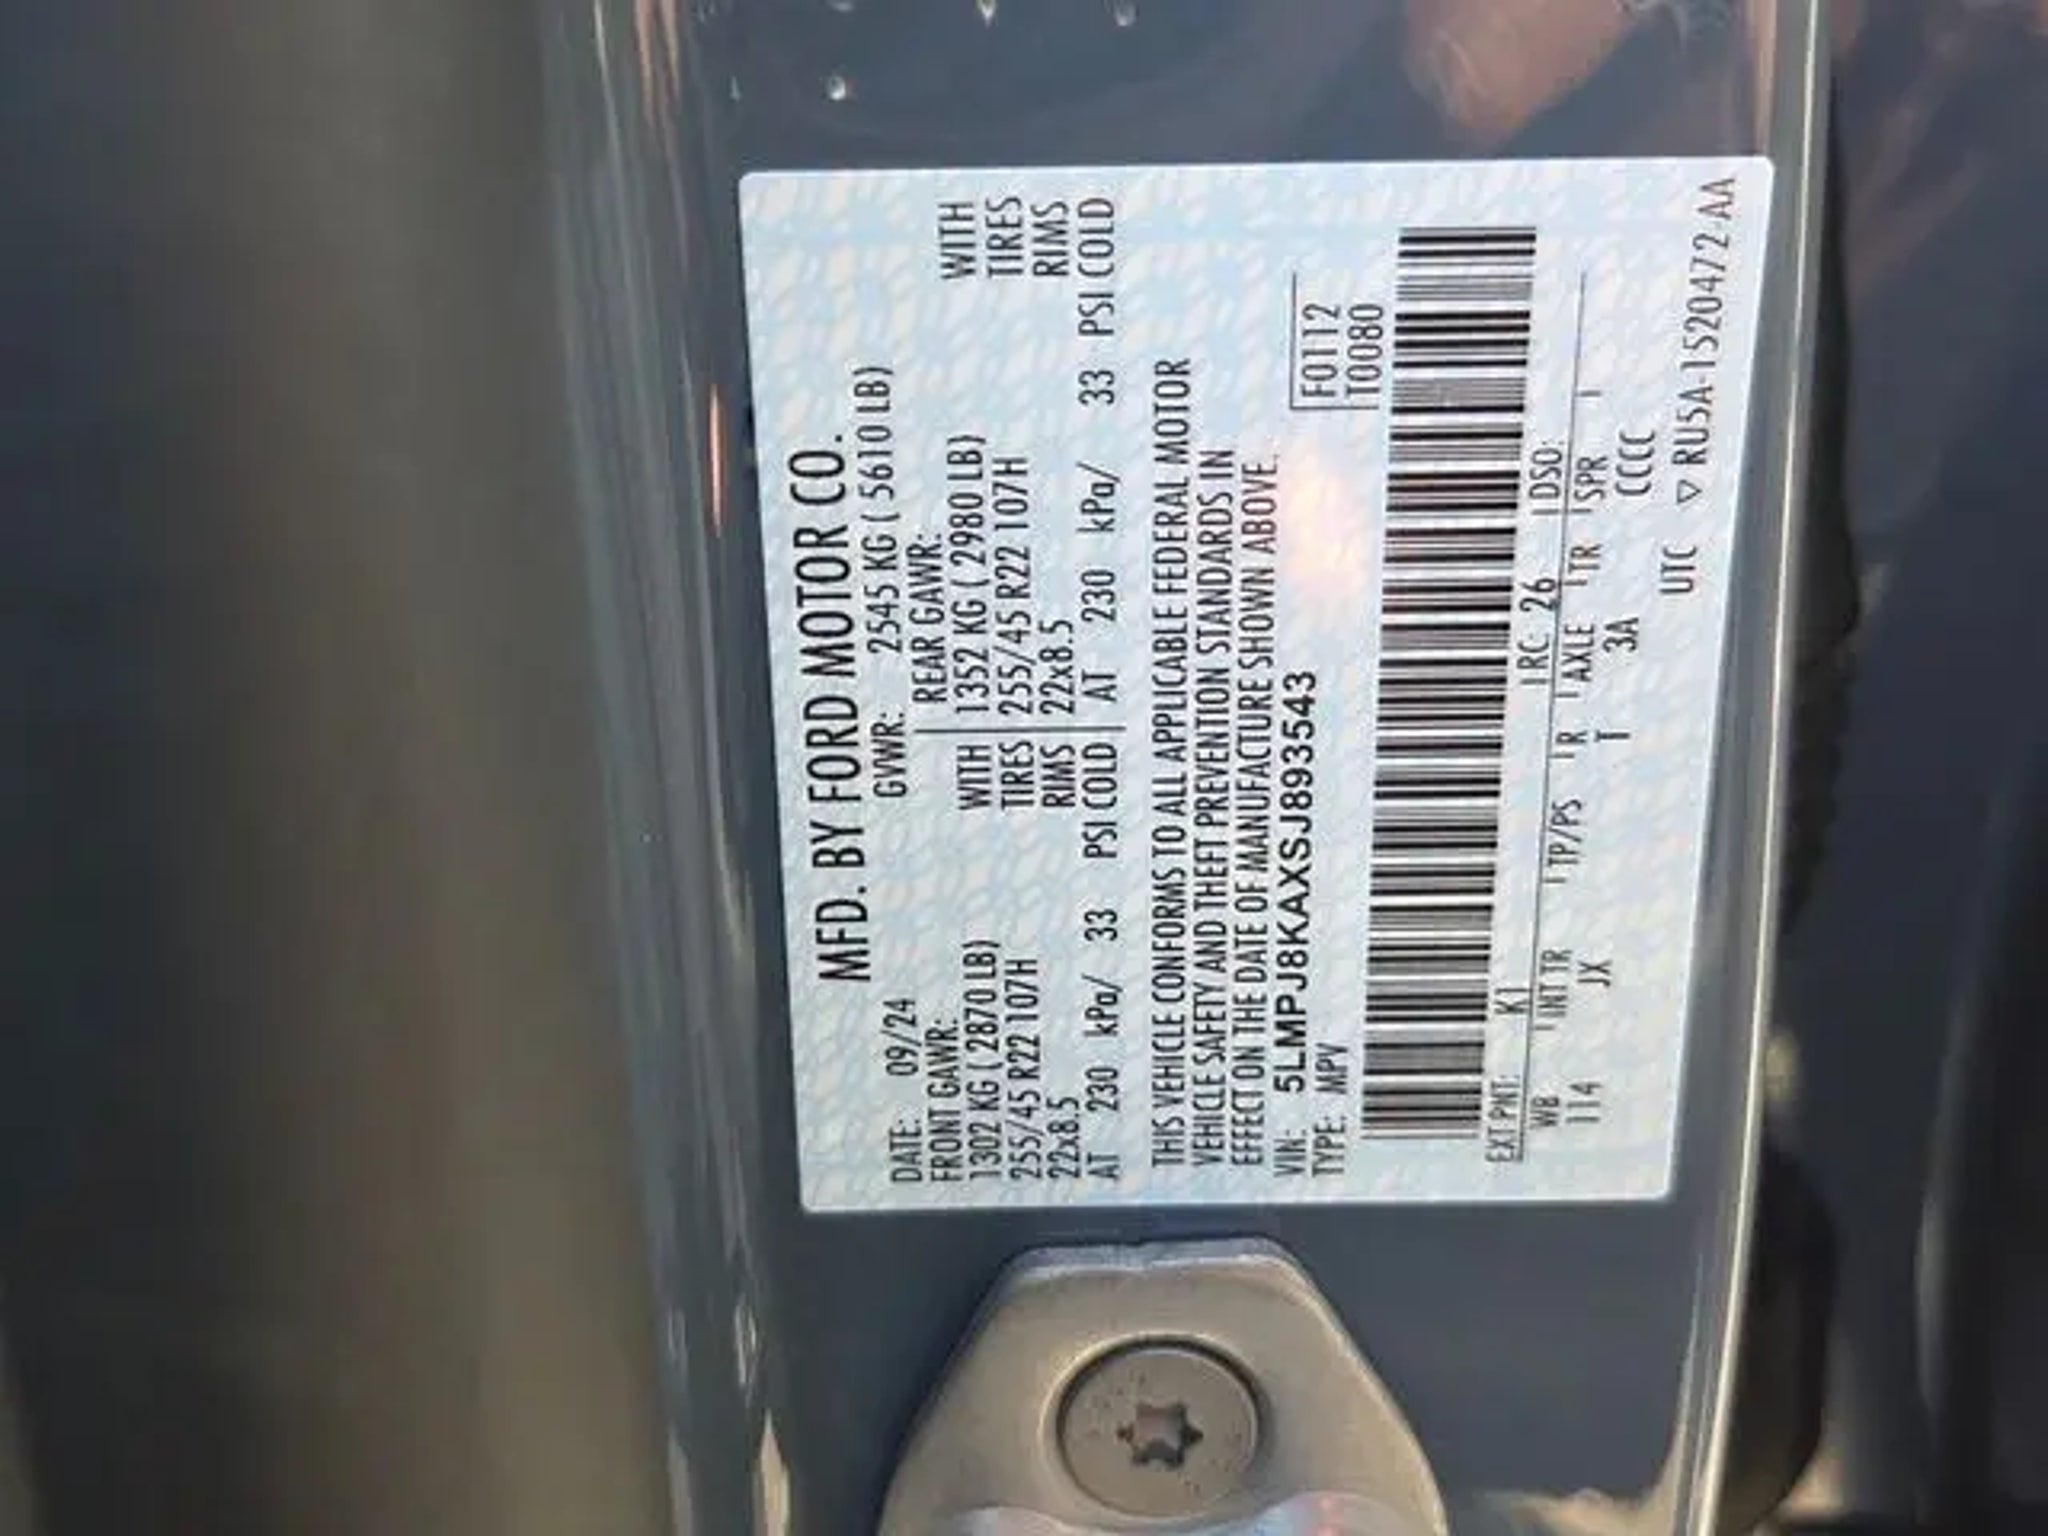 MFD. BY FORD MOTOR CO.
DATE: 09/24 GVWR: 2545 KG ( 5610 LB)
FRONT GAWR: REAR GAWR:
1302 KG ( 2870 LB) WITH 1352 KG ( 2980 LB) WITH
255/45 R22 107H TIRES 255/45 R22 107H TIRES
22x8.5 RIMS 22x8.5 RIMS
AT 230 kPa/ 33 PSI COLD AT 230 kPa/ 33 PSI COLD
THIS VEHICLE CONFORMS TO ALL APPLICABLE FEDERAL MOTOR
VEHICLE SAFETY AND THEFT PREVENTION STANDARDS IN
EFFECT ON THE DATE OF MANUFACTURE SHOWN ABOVE.
VIN: 5LMPJ8KAXSJ893543
TYPE: MPV
F0112
T0080
EXT PNT: K1 RC: 26 DSO:
WB INT TR TP/PS R AXLE TR SPR
114 JX T 3A CCCC
UTC ▽ RU5A-1520472-AA